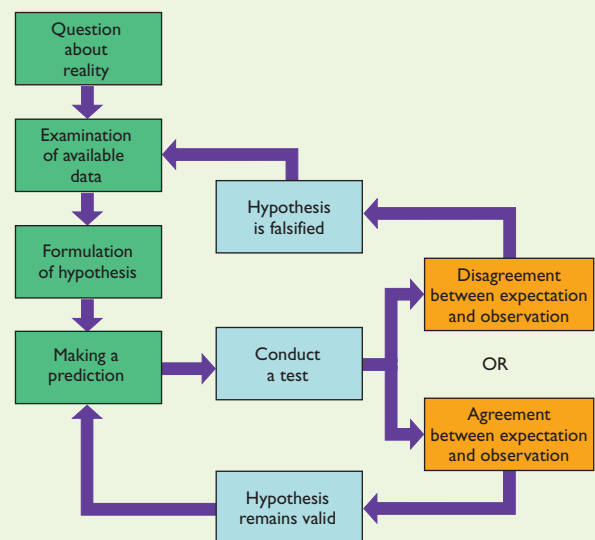 Question
about
reality
Examination
of available
data
Hypothesis
is falsified
Formulation
of hypothesis
Disagreement
between expectation
and observation
Making a
prediction
Conduct
a test
OR
Agreement
between expectation
and observation
Hypothesis
remains valid